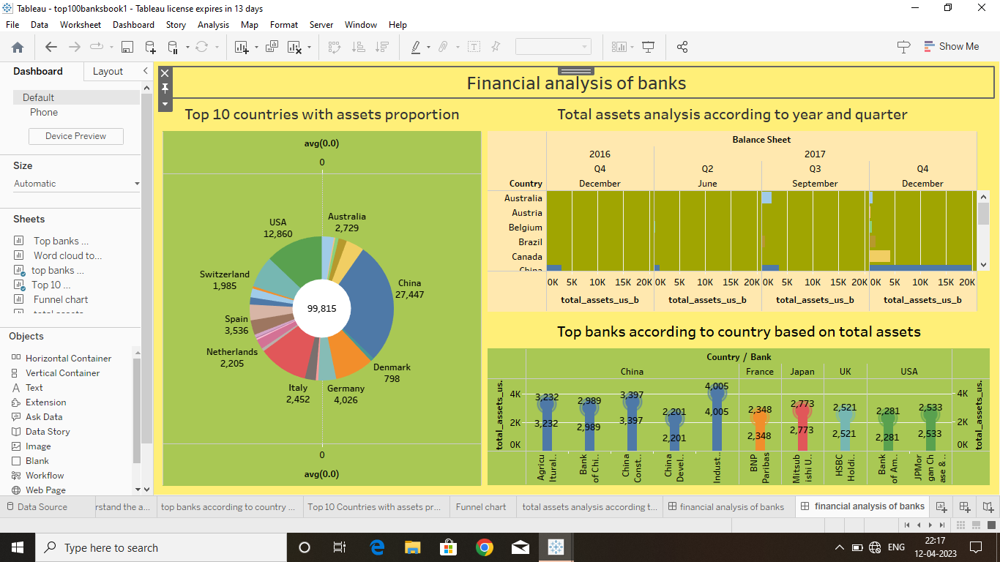 Tableau - top100banksbook1 - Tableau license expires in 13 days
File Data Worksheet Dashboard Story Analysis Map Format Server Window Help
Show Me
Dashboard Layout
Default
Phone
Device Preview
Size
Automatic
Sheets
Top banks ...
Word cloud to...
top banks ...
Top 10 ...
Funnel chart
Objects
Horizontal Container
Vertical Container
Text
Extension
Ask Data
Data Story
Image
Blank
Workflow
Web Page
Financial analysis of banks
Top 10 countries with assets proportion
avg(0.0)
0
USA
12,860
Australia
2,729
Switzerland
1,985
China
27,447
99,815
Spain
3,536
Netherlands
2,205
Denmark
798
Italy
2,452
Germany
4,026
0
avg(0.0)
Total assets analysis according to year and quarter
Balance Sheet
2016 2017
Q4 Q2 Q3 Q4
Country December June September December
Australia
Austria
Belgium
Brazil
Canada
China
0K 5K 10K 15K 20K 0K 5K 10K 15K 20K 0K 5K 10K 15K 20K 0K 5K 10K 15K 20K
total_assets_us_b total_assets_us_b total_assets_us_b total_assets_us_b
Top banks according to country based on total assets
Country / Bank
China France Japan UK USA
total_assets_us.
4K
2K
0K
3,232 2,989 3,397 2,201 4,005 2,348 2,773 2,521 2,281 2,533
3,232 2,989 3,397 2,201 4,005 2,348 2,773 2,521 2,281 2,533
4K
2K
0K
total_assets_us.
Agricu
ltural..
Bank
of Chi..
China
Const..
China
Devel..
Indust..
BNP
Paribas
Mitsub
ishi U..
HSBC
Holdi..
Bank
of Am..
JPMor
gan Ch
ase & ..
Data Source rstand the a... top banks according to country ... Top 10 Countries with assets pr... Funnel chart total assets analysis according t... financial analysis of banks financial analysis of banks
Type here to search
ENG
22:17
12-04-2023